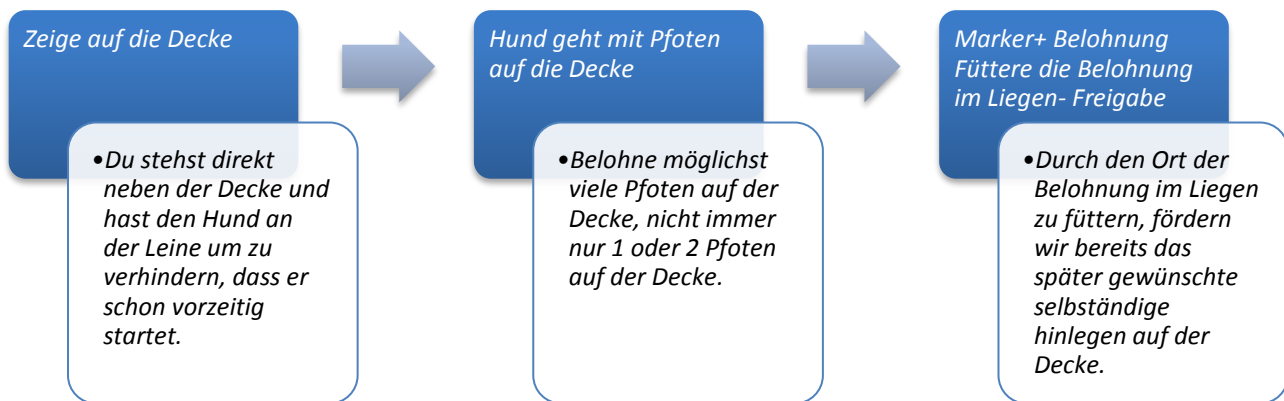 Zeige auf die Decke
•Du stehst direkt
neben der Decke und
hast den Hund an
der Leine um zu
verhindern, dass er
schon vorzeitig
startet.
Hund geht mit Pfoten
auf die Decke
•Belohne möglichst
viele Pfoten auf der
Decke, nicht immer
nur 1 oder 2 Pfoten
auf der Decke.
Marker+ Belohnung
Füttere die Belohnung
im Liegen- Freigabe
•Durch den Ort der
Belohnung im Liegen
zu füttern, fördern
wir bereits das
später gewünschte
selbständige
hinlegen auf der
Decke.